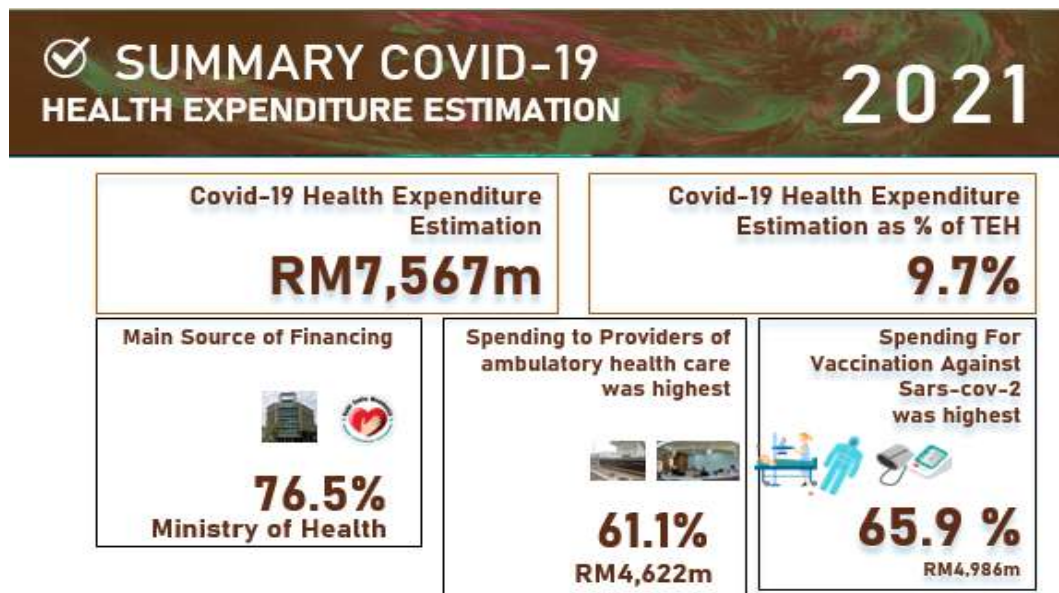 SUMMARY COVID-19
HEALTH EXPENDITURE ESTIMATION
2021
Covid-19 Health Expenditure
Estimation
RM7,567m
Covid-19 Health Expenditure
Estimation as % of TEH
9.7%
Main Source of Financing
76.5%
Ministry of Health
Spending to Providers of
ambulatory health care
was highest
61.1%
RM4,622m
Spending For
Vaccination Against
Sars-cov-2
was highest
65.9 %
RM4,986m